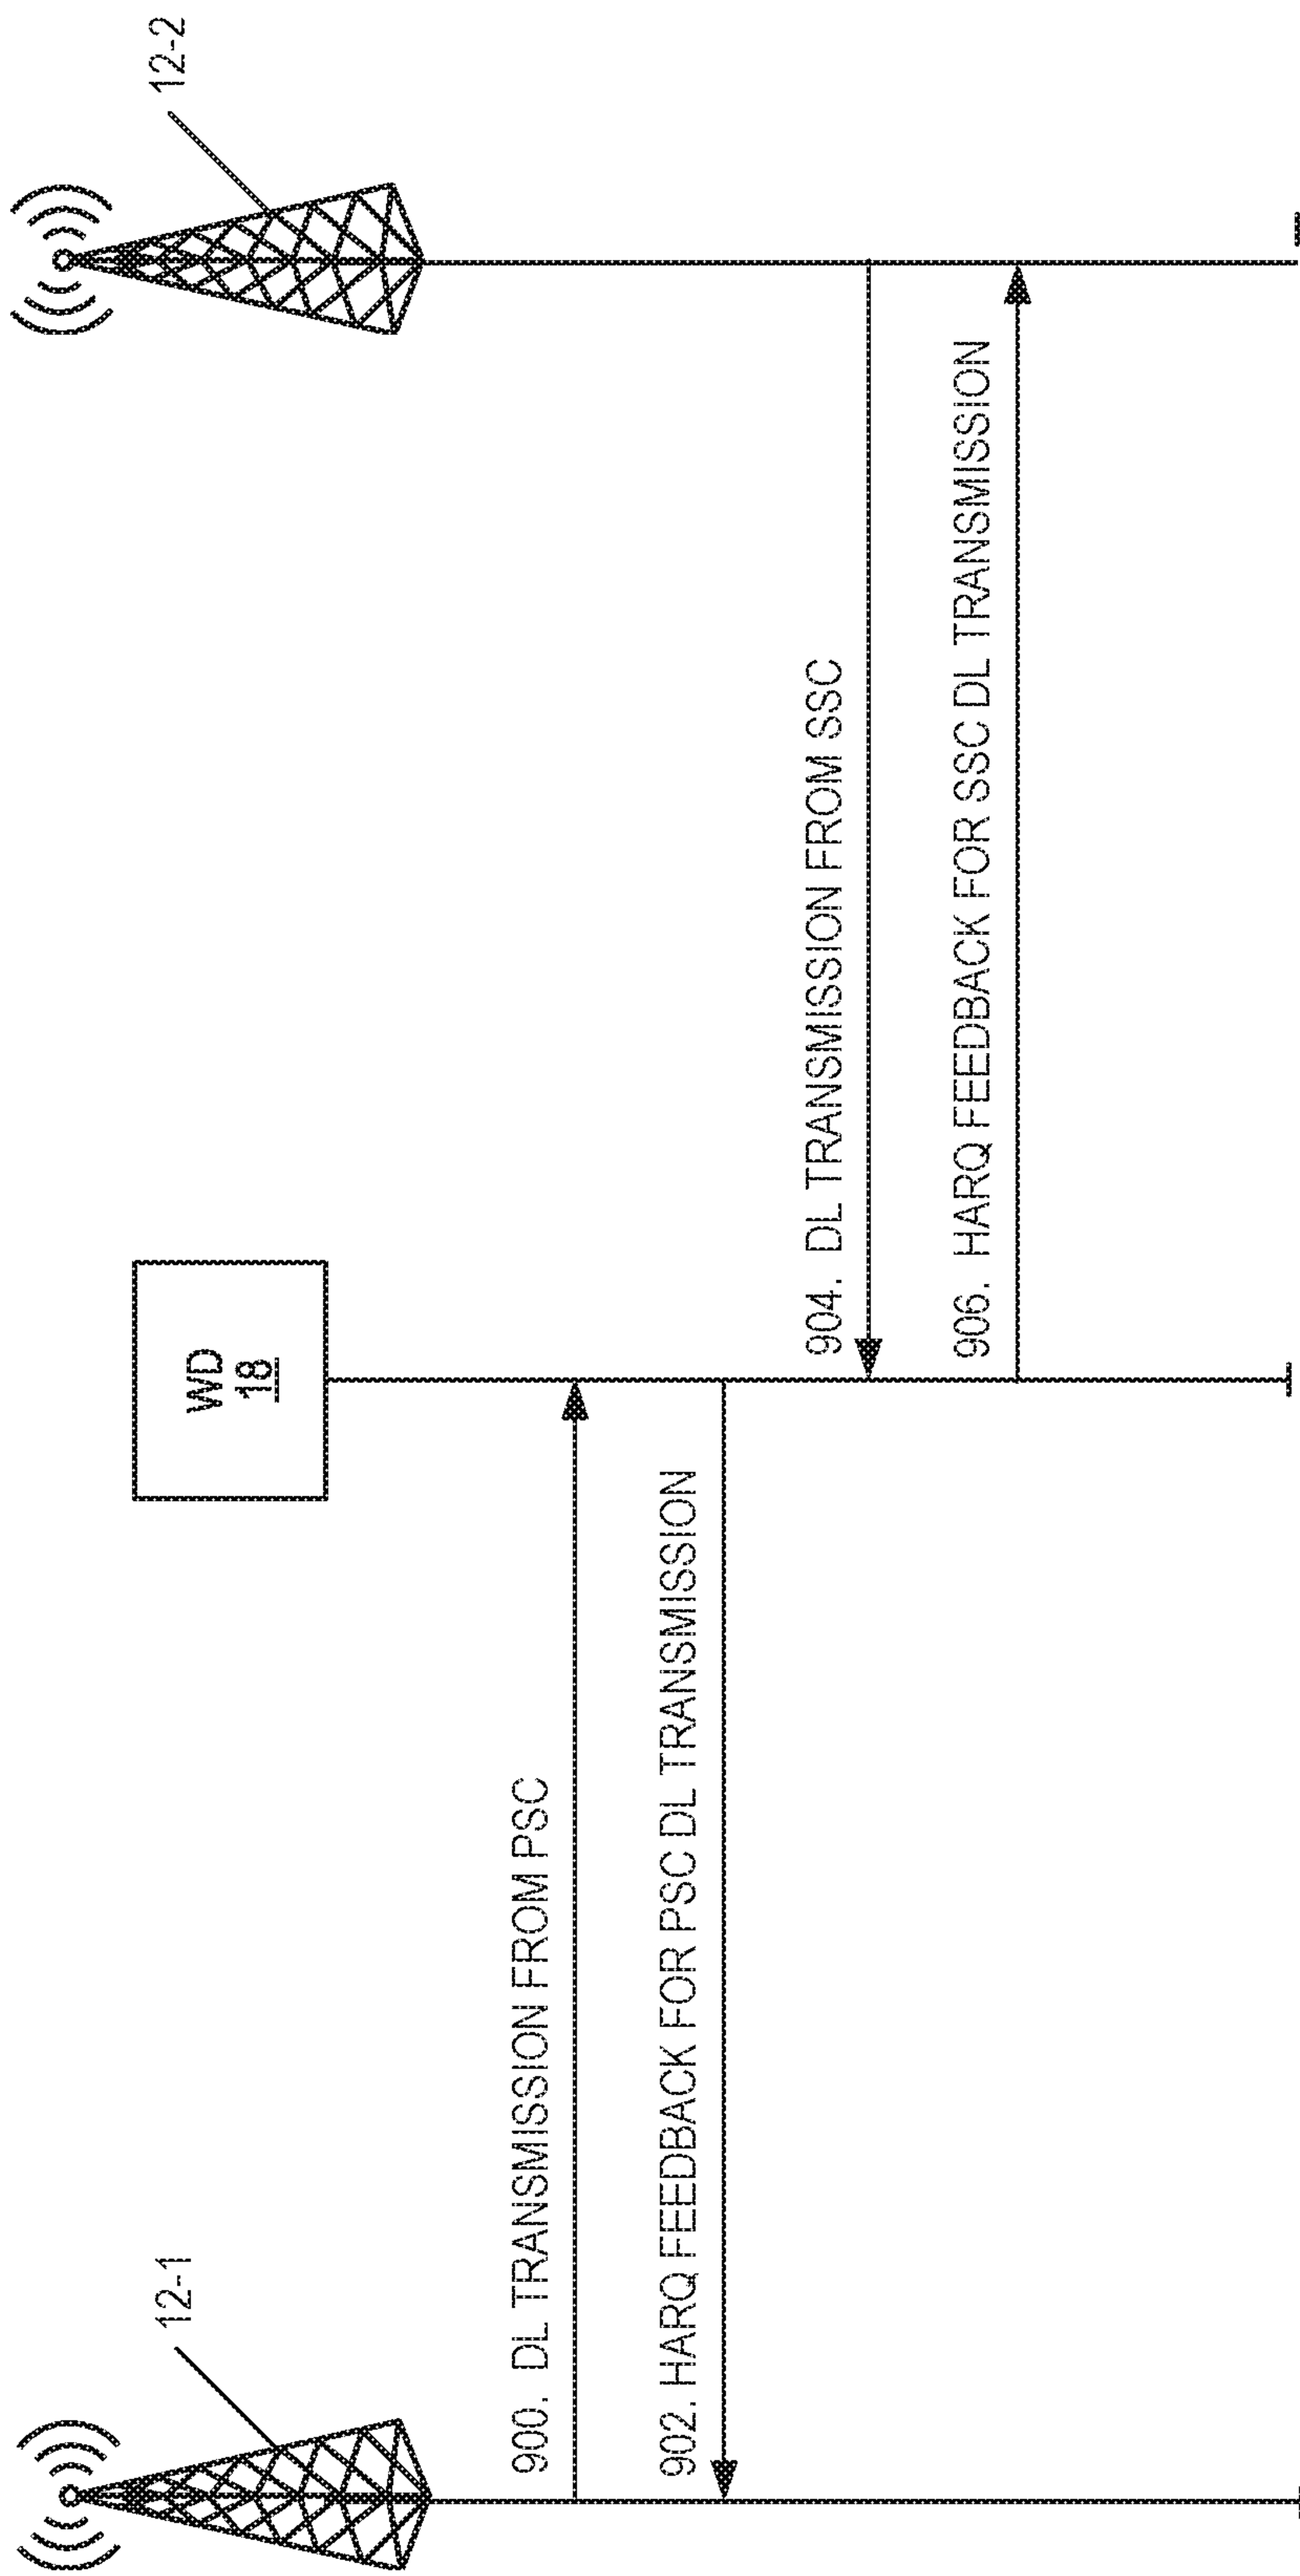 12-1
WD
18
12-2
900. DL TRANSMISSION FROM PSC
902. HARQ FEEDBACK FOR PSC DL TRANSMISSION
904. DL TRANSMISSION FROM SSC
906. HARQ FEEDBACK FOR SSC DL TRANSMISSION